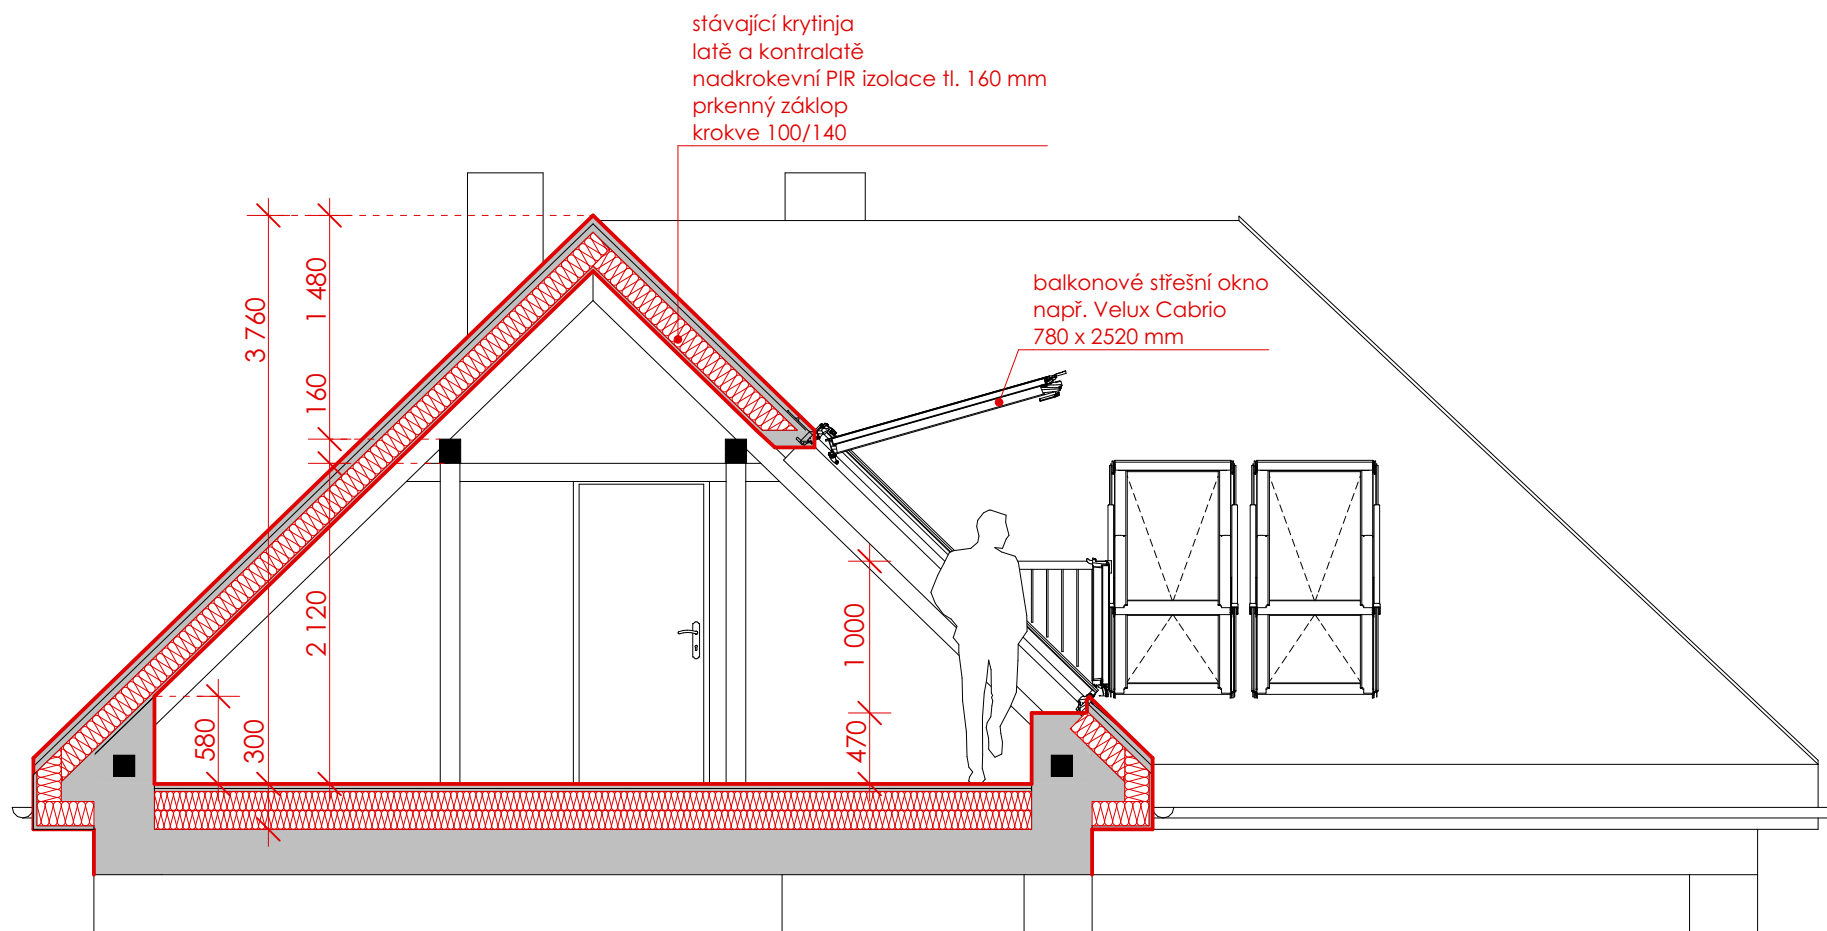 stávající krytinja
latě a kontralatě
nadkrokevní PIR izolace tl. 160 mm
prkenný záklop
krokve 100/140
balkonové střešní okno
např. Velux Cabrio
780 x 2520 mm
3 760
1 480
160
2 120
580
300
1 000
470